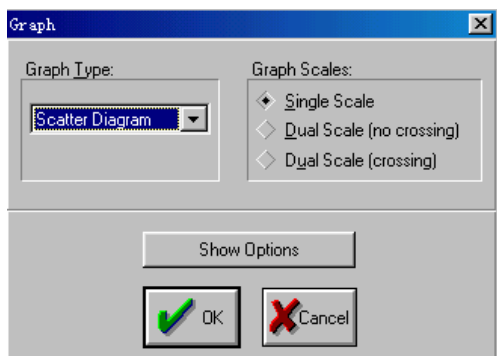 Graph
Graph Type:
Scatter Diagram
Graph Scales:
Single Scale
Dual Scale (no crossing)
Dual Scale (crossing)
Show Options
OK
Cancel